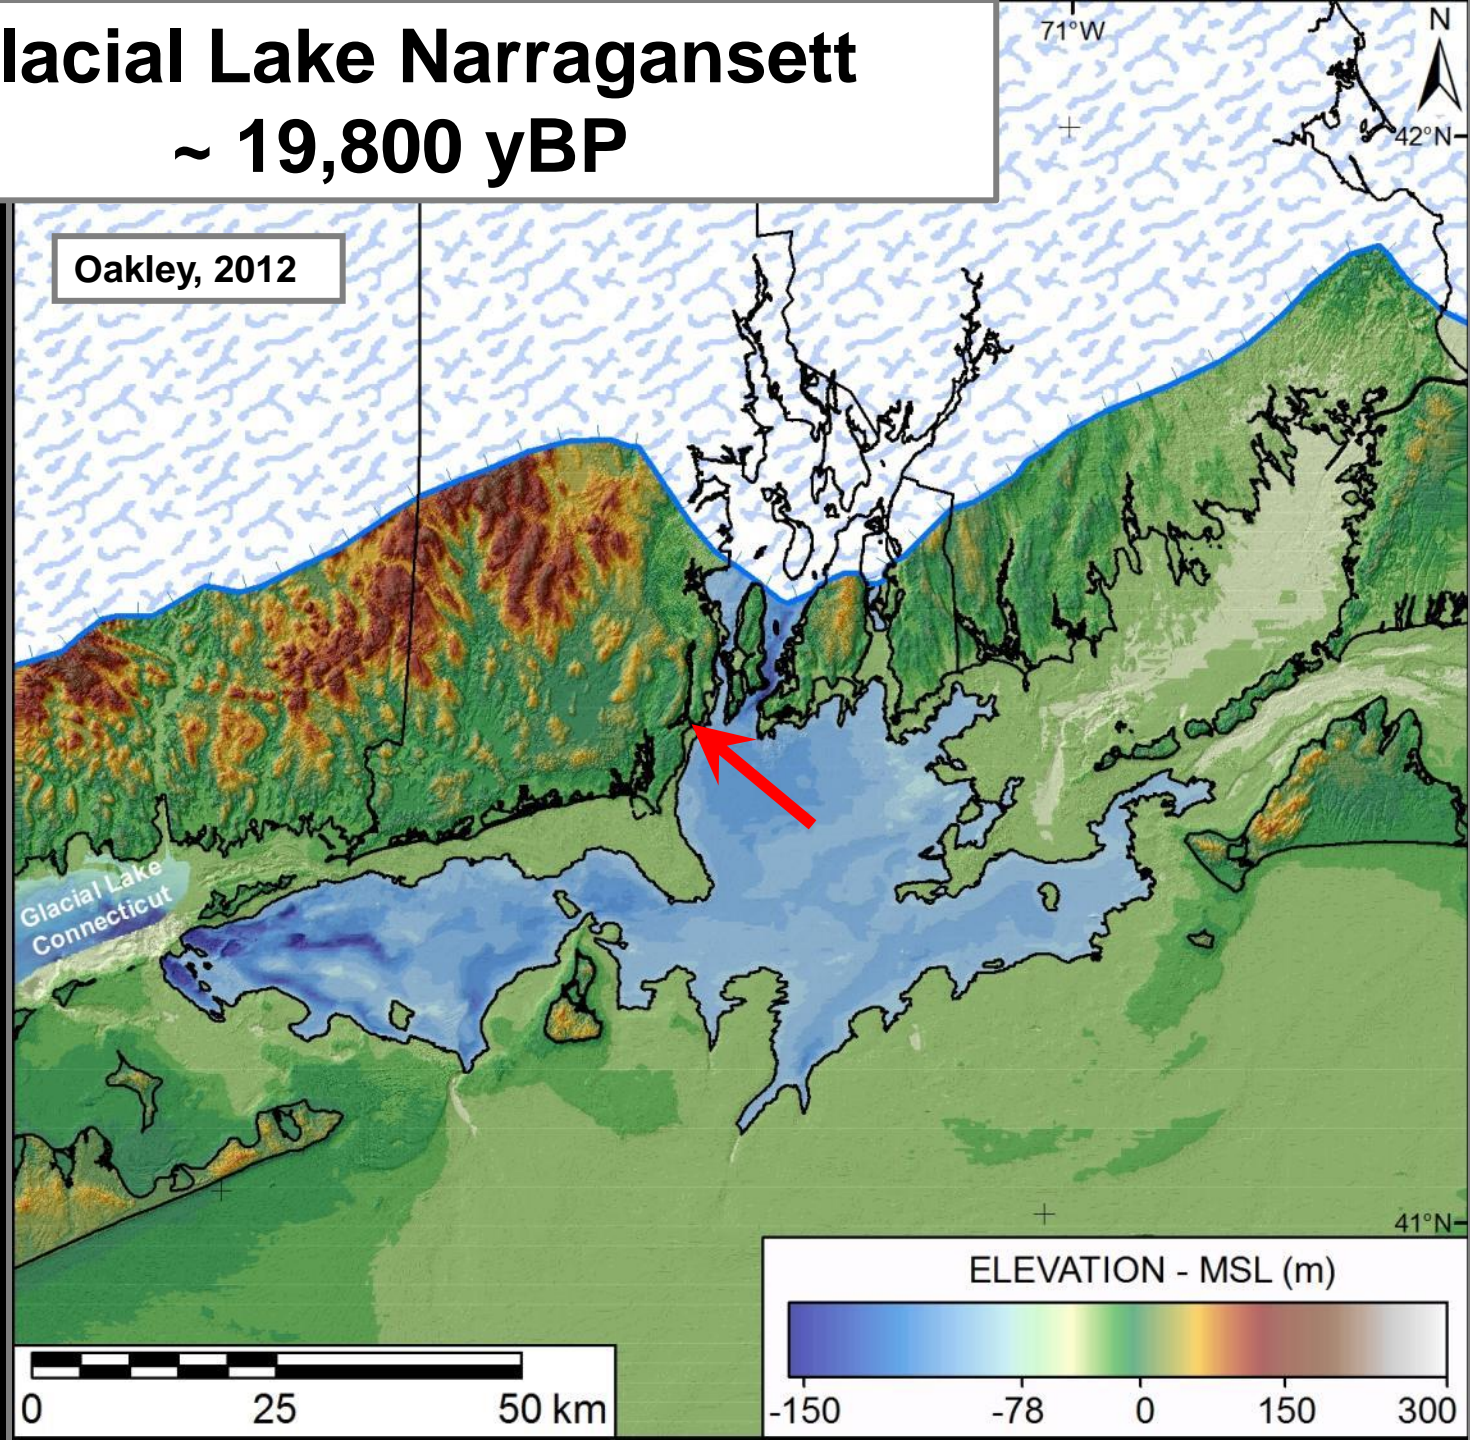 lacial Lake Narragansett
~ 19,800 yBP
Oakley, 2012
71°W
N
42°N
Glacial Lake
Connecticut
41°N
ELEVATION - MSL (m)
-150 -78 0 150 300
0 25 50 km